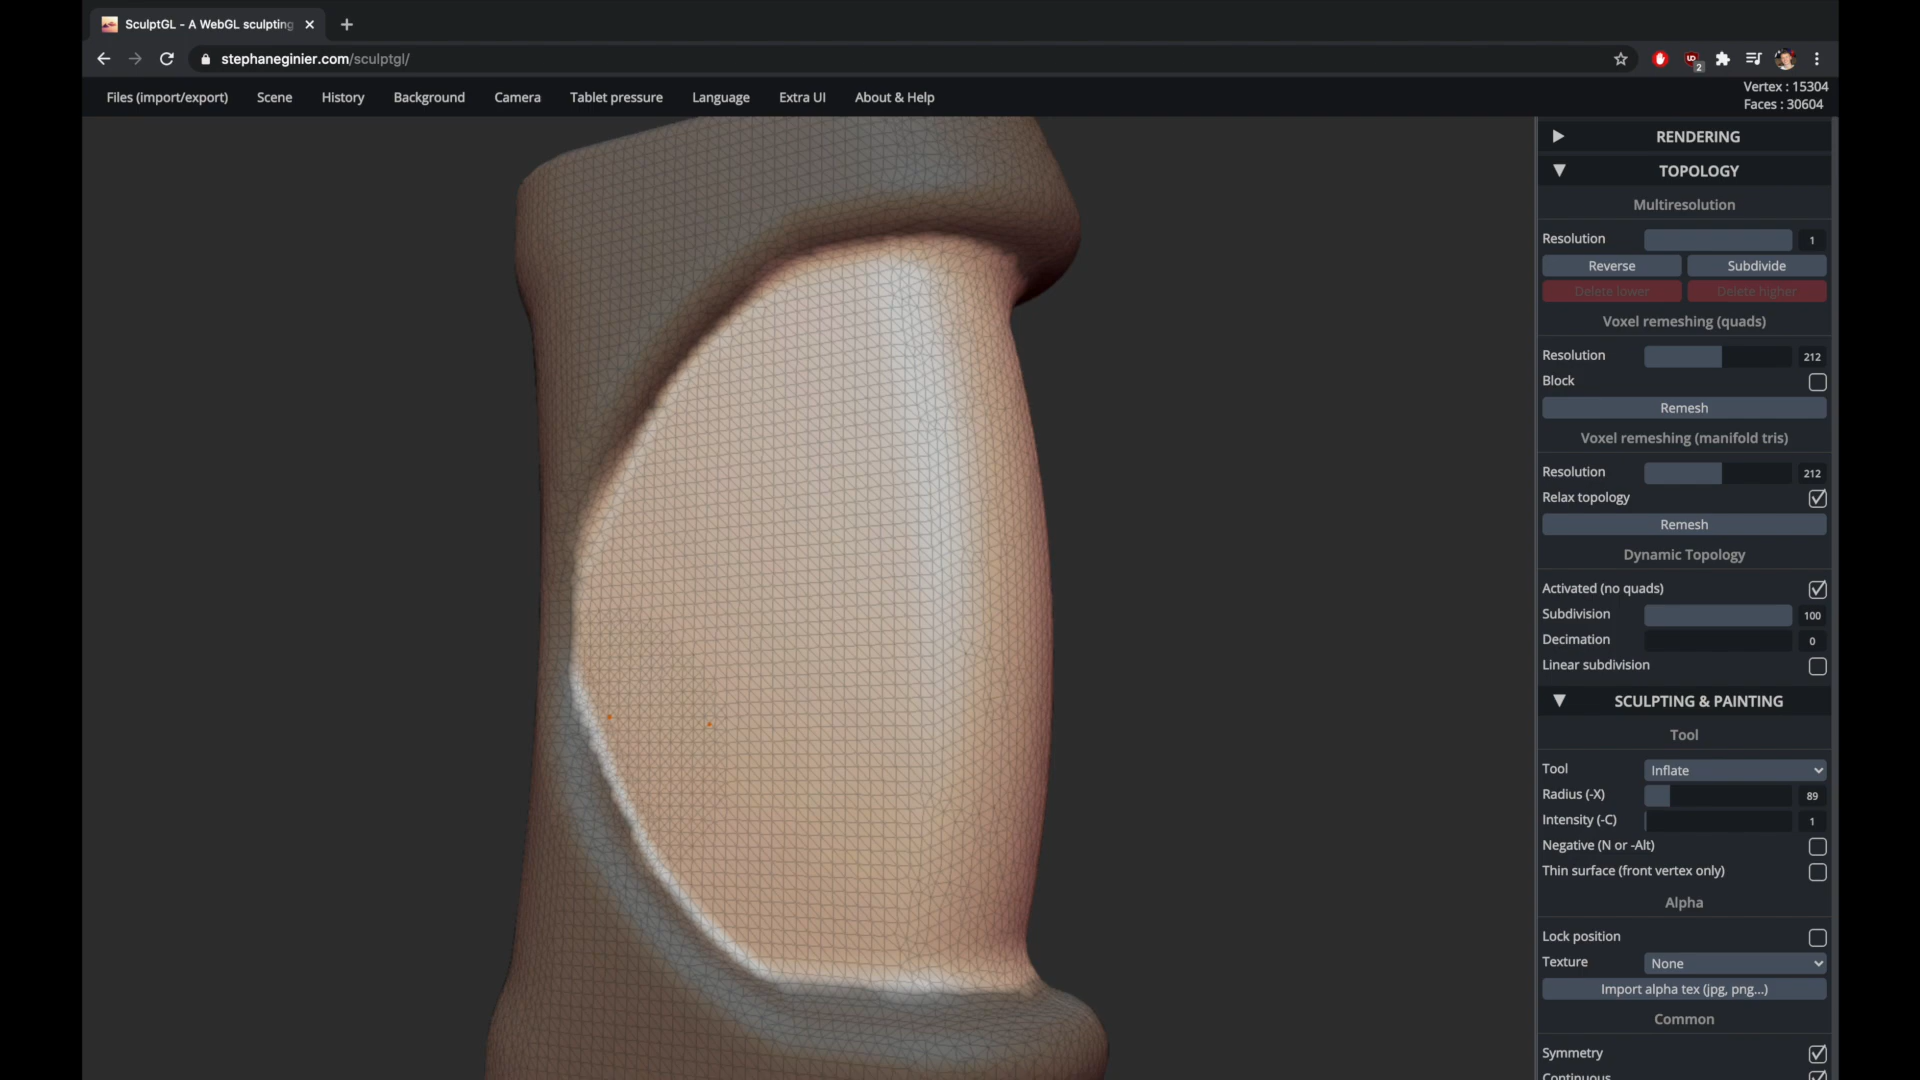 SculptGL - A WebGL sculpting
stephaneginier.com/sculptgl/
2
Files (import/export) Scene History Background Camera Tablet pressure Language Extra UI About & Help
Vertex : 15304
Faces : 30604
RENDERING
TOPOLOGY
Multiresolution
Resolution 1
Reverse Subdivide
Delete lower Delete higher
Voxel remeshing (quads)
Resolution 212
Block
Remesh
Voxel remeshing (manifold tris)
Resolution 212
Relax topology
Remesh
Dynamic Topology
Activated (no quads)
Subdivision 100
Decimation 0
Linear subdivision
SCULPTING & PAINTING
Tool
Tool Inflate
Radius (-X) 89
Intensity (-C) 1
Negative (N or -Alt)
Thin surface (front vertex only)
Alpha
Lock position
Texture None
Import alpha tex (jpg, png...)
Common
Symmetry
Continuous